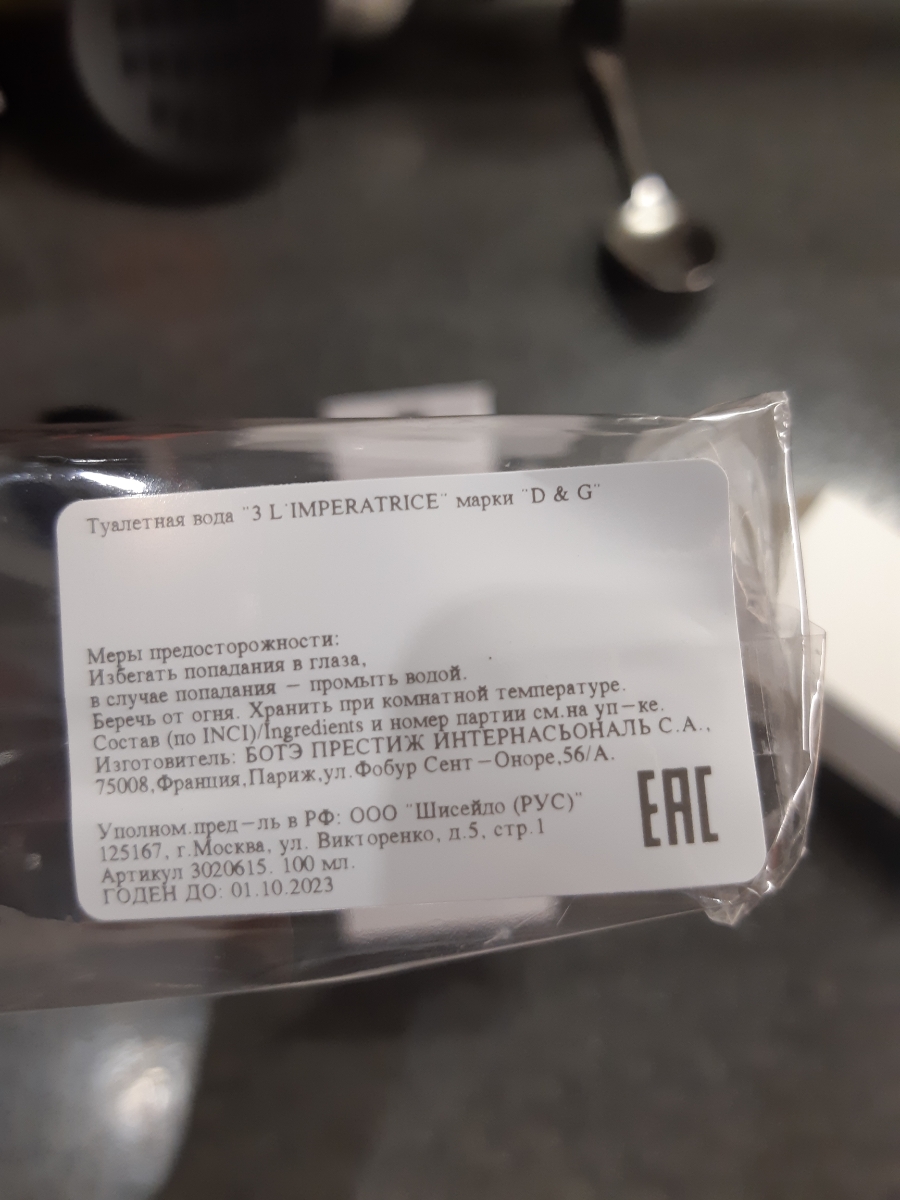 Туалетная вода "3 L'IMPERATRICE" марки "D & G"
Меры предосторожности:
Избегать попадания в глаза,
в случае попадания – промыть водой.
Беречь от огня. Хранить при комнатной температуре.
Состав (по INCI)/Ingredients и номер партии см.на уп–ке.
Изготовитель: БОТЭ ПРЕСТИЖ ИНТЕРНАСЬОНАЛЬ С.А.,
75008,Франция,Париж,ул.Фобур Сент–Оноре,56/А.
Уполном.пред–ль в РФ: ООО "Шисейдо (РУС)"
125167, г.Москва, ул. Викторенко, д.5, стр.1
Артикул 3020615. 100 мл.
ГОДЕН ДО: 01.10.2023
EAC